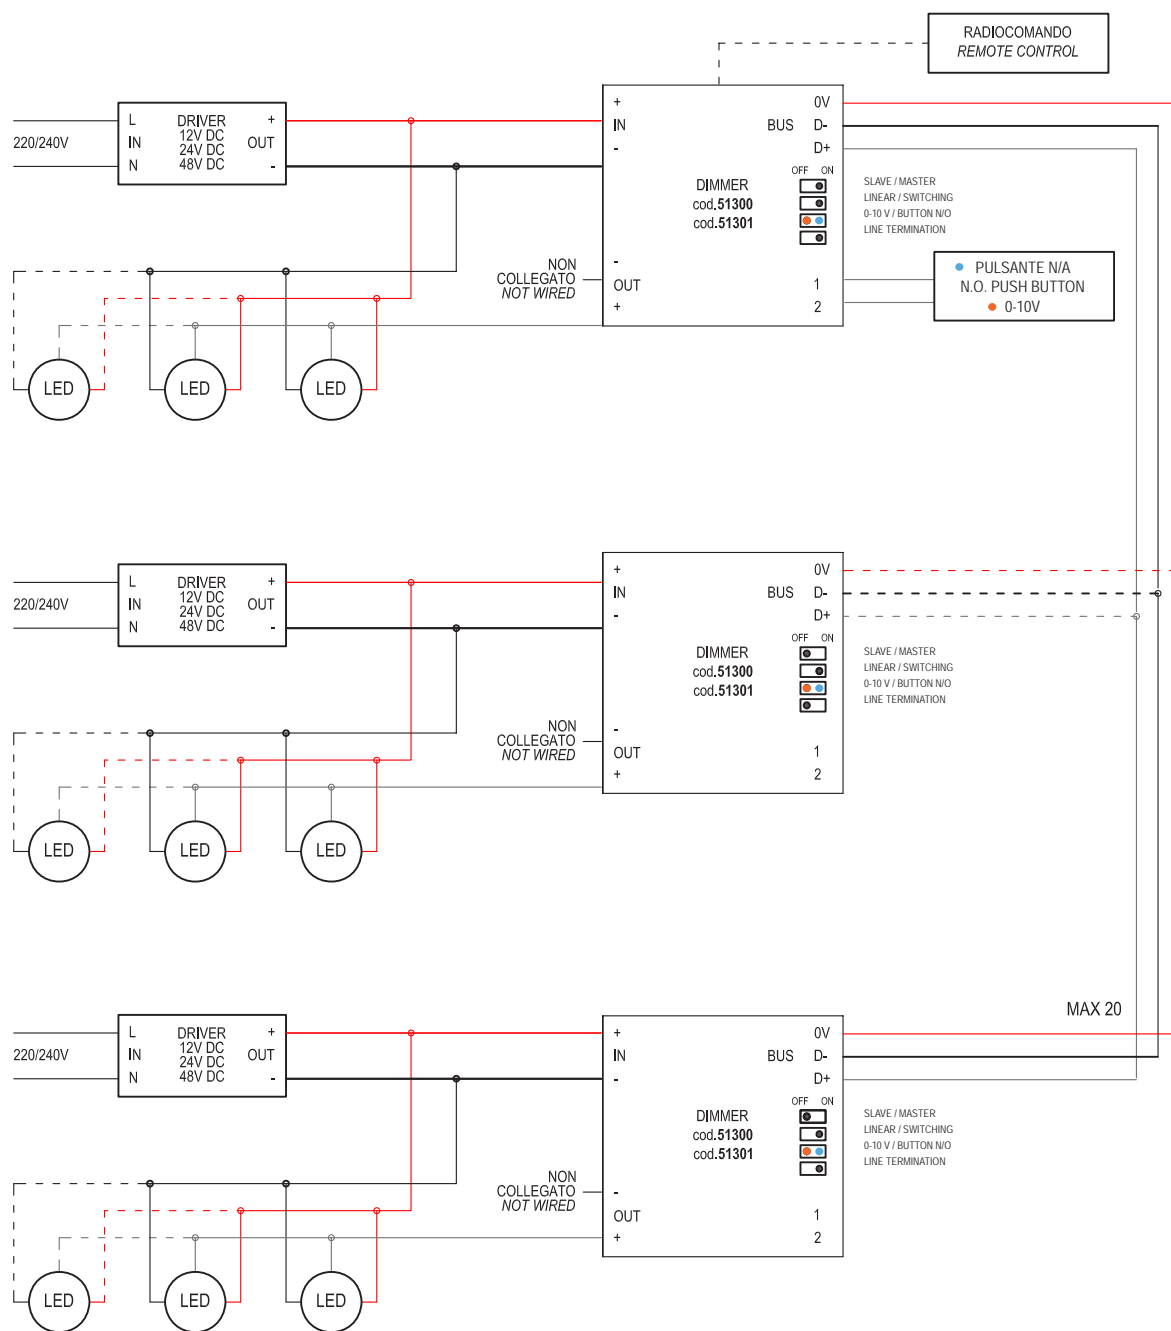 RADIOCOMANDO
REMOTE CONTROL
220/240V
L
IN
N
DRIVER
12V DC
24V DC
48V DC
+
OUT
-
+
IN
-
BUS
0V
D-
D+
OFF ON
DIMMER
cod.51300
cod.51301
SLAVE / MASTER
LINEAR / SWITCHING
0-10 V / BUTTON N/O
LINE TERMINATION
NON
COLLEGATO
NOT WIRED
-
OUT
+
1
2
PULSANTE N/A
N.O. PUSH BUTTON
0-10V
LED
LED
LED
220/240V
L
IN
N
DRIVER
12V DC
24V DC
48V DC
+
OUT
-
+
IN
-
BUS
0V
D-
D+
OFF ON
DIMMER
cod.51300
cod.51301
SLAVE / MASTER
LINEAR / SWITCHING
0-10 V / BUTTON N/O
LINE TERMINATION
NON
COLLEGATO
NOT WIRED
-
OUT
+
1
2
LED
LED
LED
MAX 20
220/240V
L
IN
N
DRIVER
12V DC
24V DC
48V DC
+
OUT
-
+
IN
-
BUS
0V
D-
D+
OFF ON
DIMMER
cod.51300
cod.51301
SLAVE / MASTER
LINEAR / SWITCHING
0-10 V / BUTTON N/O
LINE TERMINATION
NON
COLLEGATO
NOT WIRED
-
OUT
+
1
2
LED
LED
LED